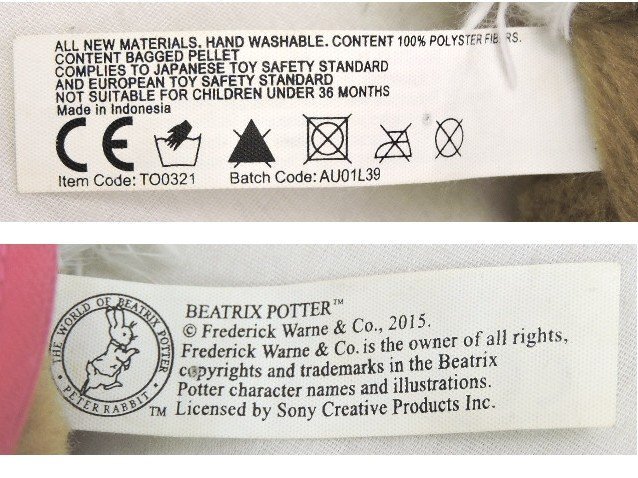 ALL NEW MATERIALS. HAND WASHABLE. CONTENT 100% POLYSTER
CONTENT BAGGED PELLET
COMPLIES TO JAPANESE TOY SAFETY STANDARD
AND EUROPEAN TOY SAFETY STANDARD
NOT SUITABLE FOR CHILDREN UNDER 36 MONTHS
Made in Indonesia
CE
Item Code: TO0321 Batch Code: AU01L39
THE WORLD OF BEATRIX POTTER
• PETER RABBIT • TM
BEATRIX POTTER™
© Frederick Warne & Co., 2015.
Frederick Warne & Co. is the owner of all rights,
copyrights and trademarks in the Beatrix
Potter character names and illustrations.
Licensed by Sony Creative Products Inc.